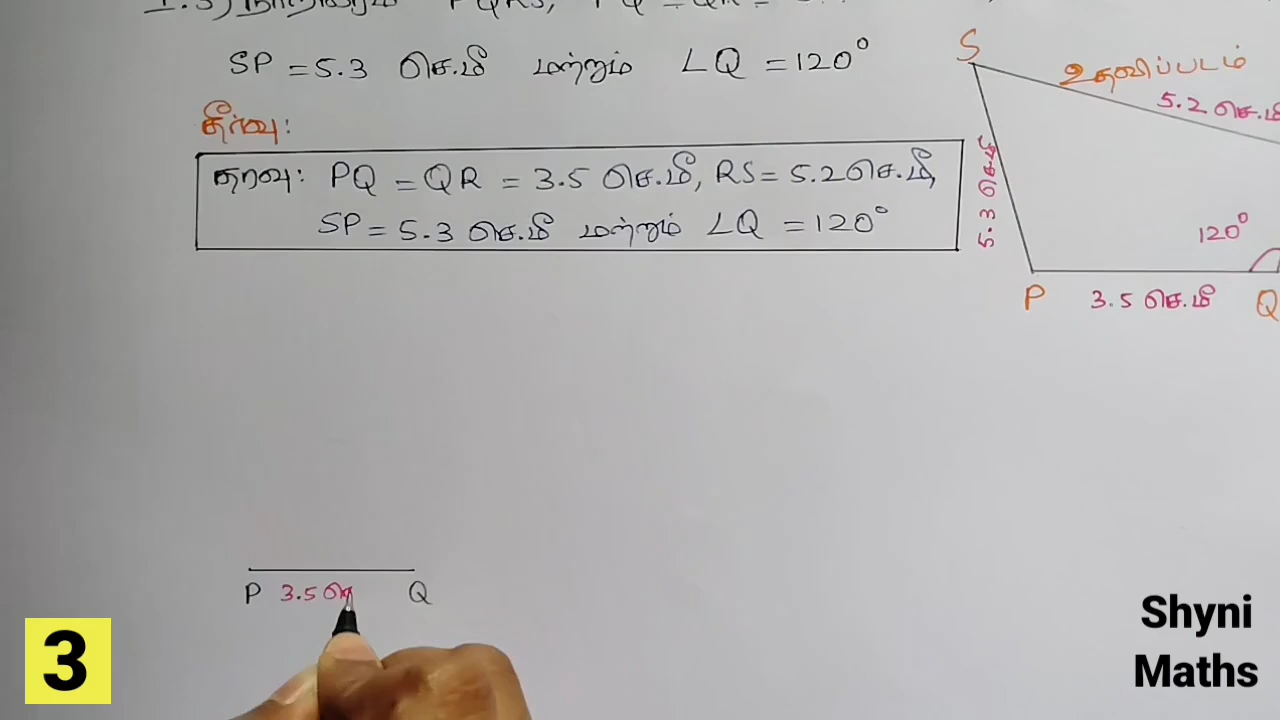 SP = 5.3 செ.மீ மற்றும் ∠Q = 120°
தீர்வு:
தரவு: PQ = QR = 3.5 செ.மீ, RS = 5.2 செ.மீ,
SP = 5.3 செ.மீ மற்றும் ∠Q = 120°
S
உதவிப்படம்
5.2 செ.மீ
5.3 செ.மீ
120°
P 3.5 செ.மீ Q
P 3.5 செ Q
3
Shyni
Maths